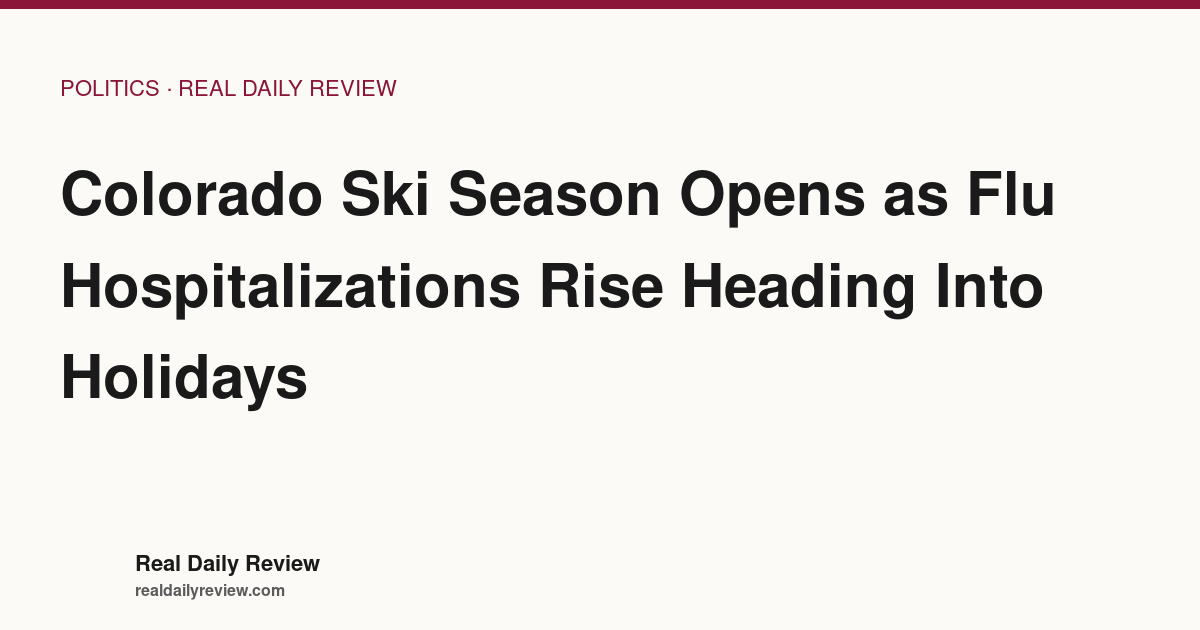 POLITICS · REAL DAILY REVIEW
Colorado Ski Season Opens as Flu
Hospitalizations Rise Heading Into
Holidays
Real Daily Review
realdailyreview.com